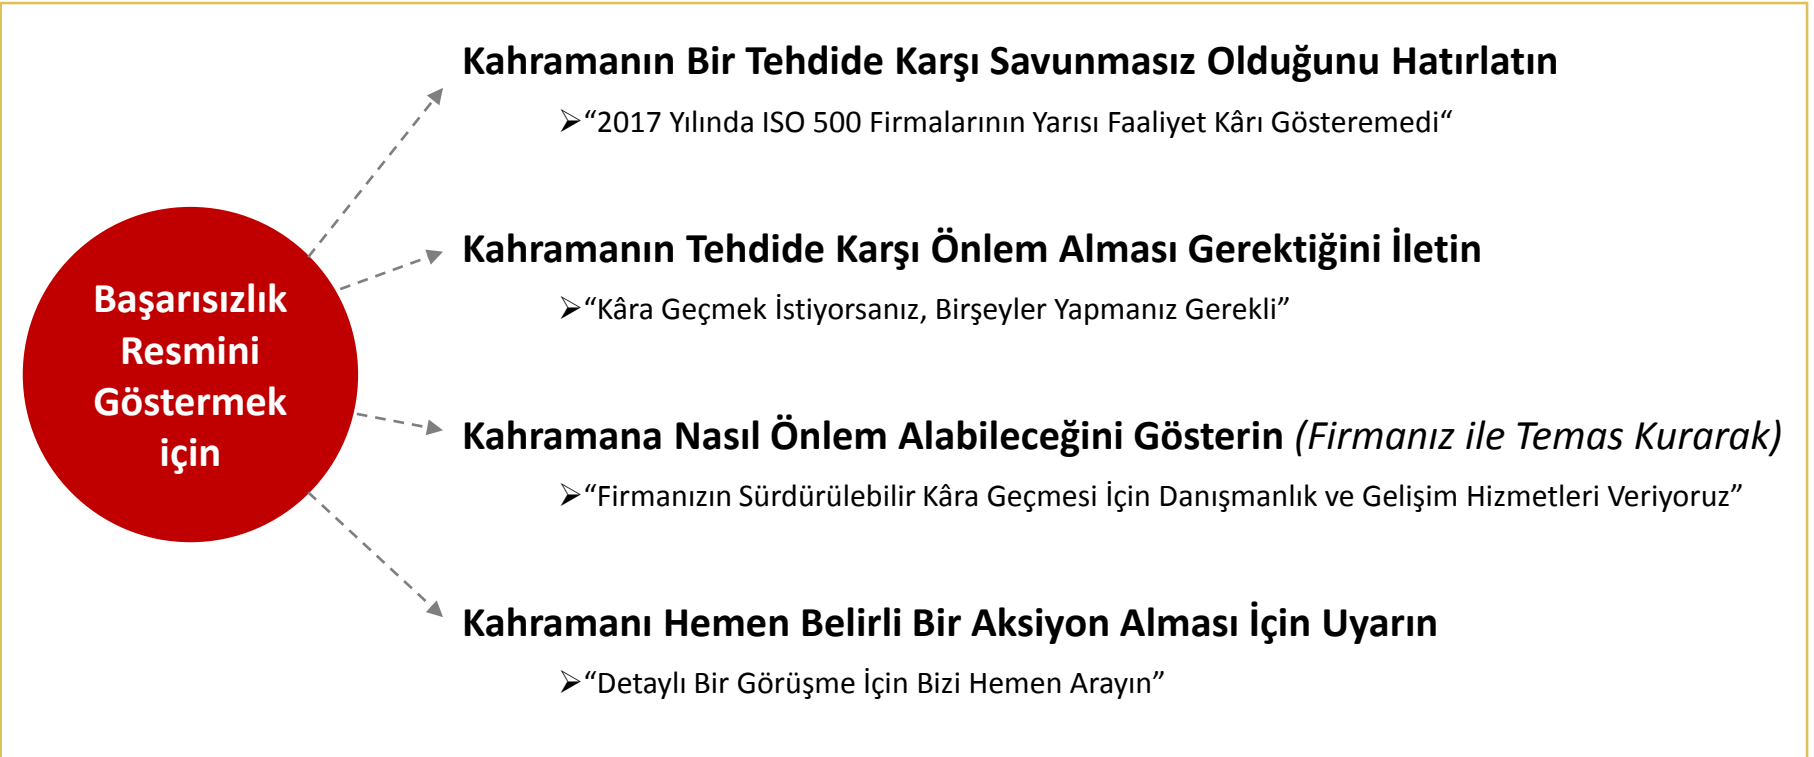 Kahramanın Bir Tehdide Karşı Savunmasız Olduğunu Hatırlatın
➢“2017 Yılında ISO 500 Firmalarının Yarısı Faaliyet Kârı Gösteremedi“
Kahramanın Tehdide Karşı Önlem Alması Gerektiğini İletin
➢“Kâra Geçmek İstiyorsanız, Birşeyler Yapmanız Gerekli”
Başarısızlık
Resmini
Göstermek
için
Kahramana Nasıl Önlem Alabileceğini Gösterin (Firmanız ile Temas Kurarak)
➢“Firmanızın Sürdürülebilir Kâra Geçmesi İçin Danışmanlık ve Gelişim Hizmetleri Veriyoruz”
Kahramanı Hemen Belirli Bir Aksiyon Alması İçin Uyarın
➢“Detaylı Bir Görüşme İçin Bizi Hemen Arayın”